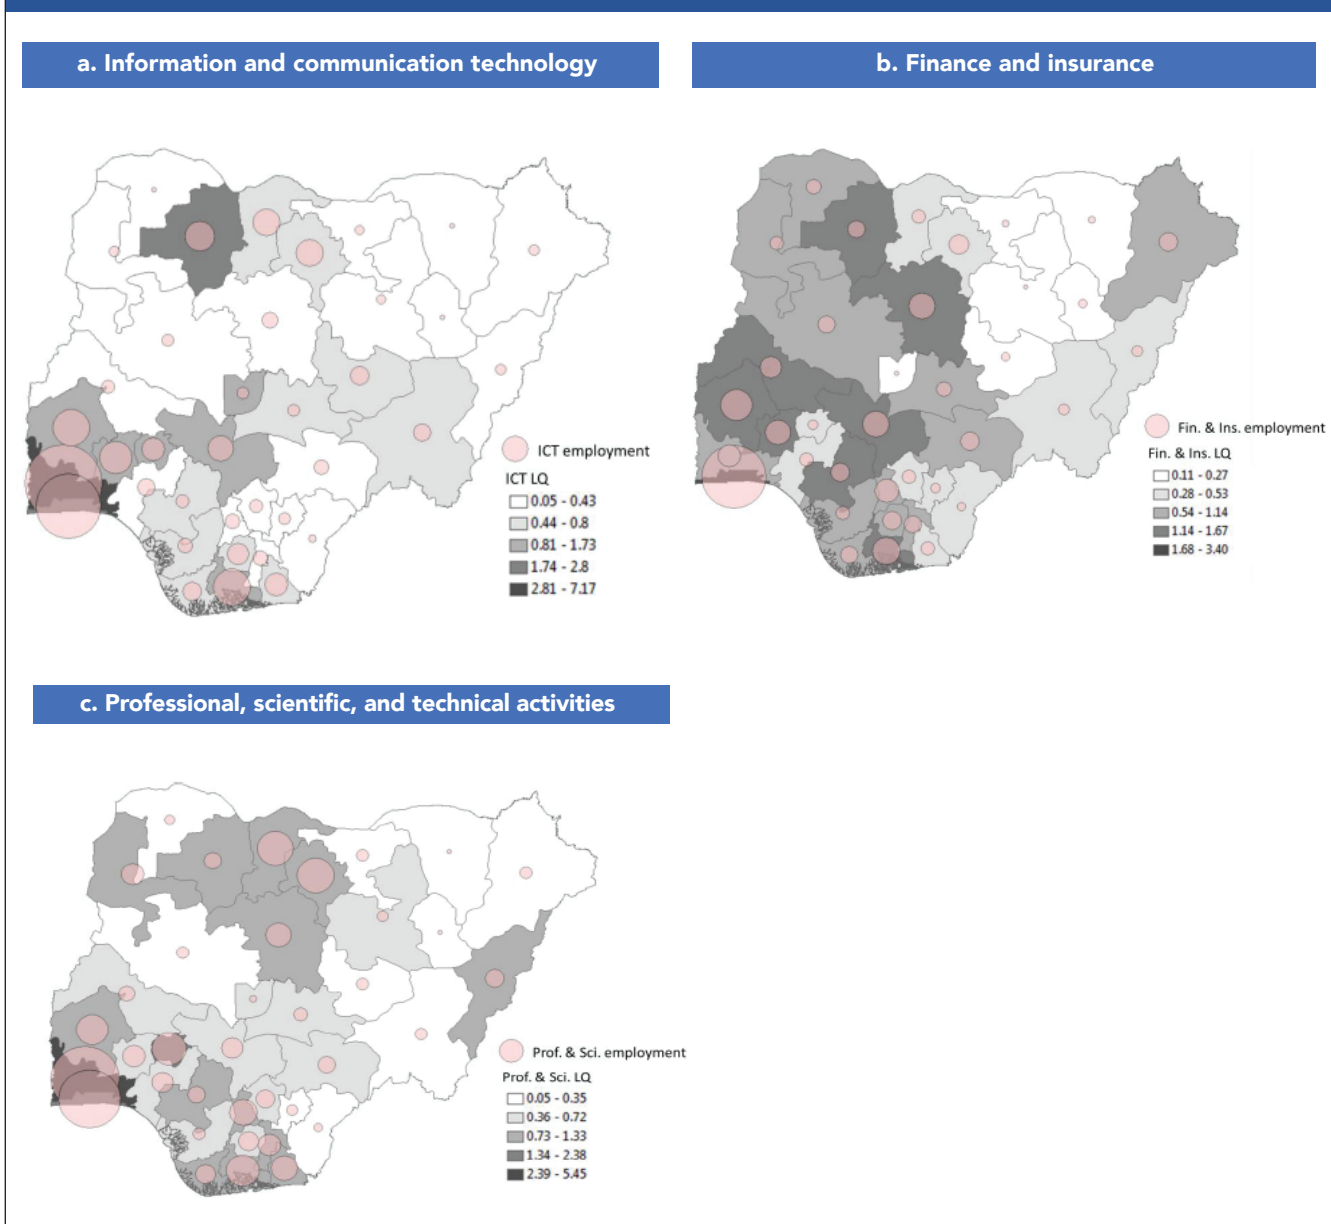 a. Information and communication technology
ICT employment
ICT LQ
0.05 - 0.43
0.44 - 0.8
0.81 - 1.73
1.74 - 2.8
2.81 - 7.17
b. Finance and insurance
Fin. & Ins. employment
Fin. & Ins. LQ
0.11 - 0.27
0.28 - 0.53
0.54 - 1.14
1.14 - 1.67
1.68 - 3.40
c. Professional, scientific, and technical activities
Prof. & Sci. employment
Prof. & Sci. LQ
0.05 - 0.35
0.36 - 0.72
0.73 - 1.33
1.34 - 2.38
2.39 - 5.45